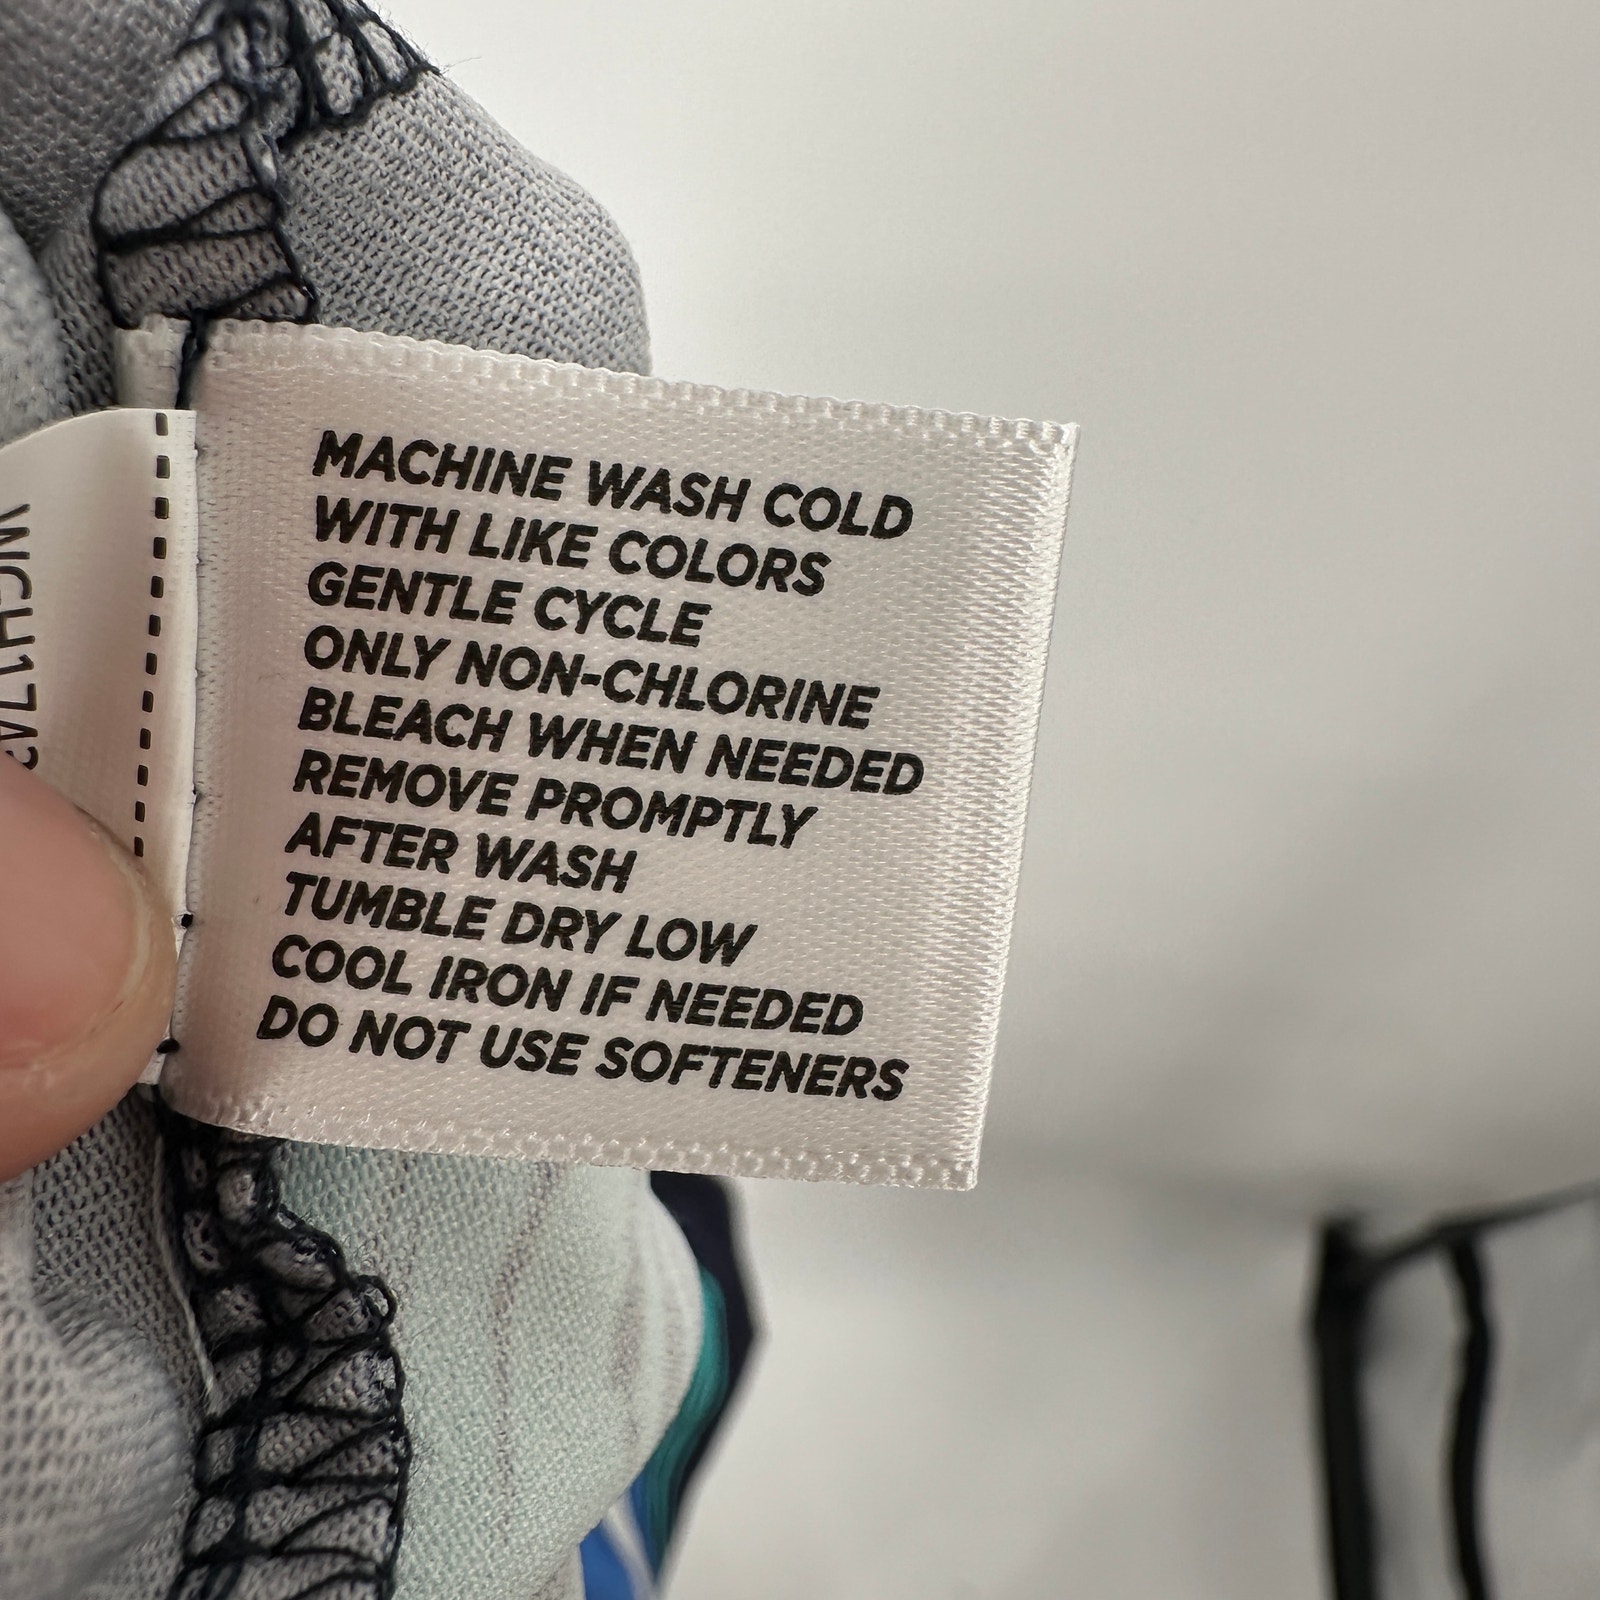 MACHINE WASH COLD
WITH LIKE COLORS
GENTLE CYCLE
ONLY NON-CHLORINE
BLEACH WHEN NEEDED
REMOVE PROMPTLY
AFTER WASH
TUMBLE DRY LOW
COOL IRON IF NEEDED
DO NOT USE SOFTENERS